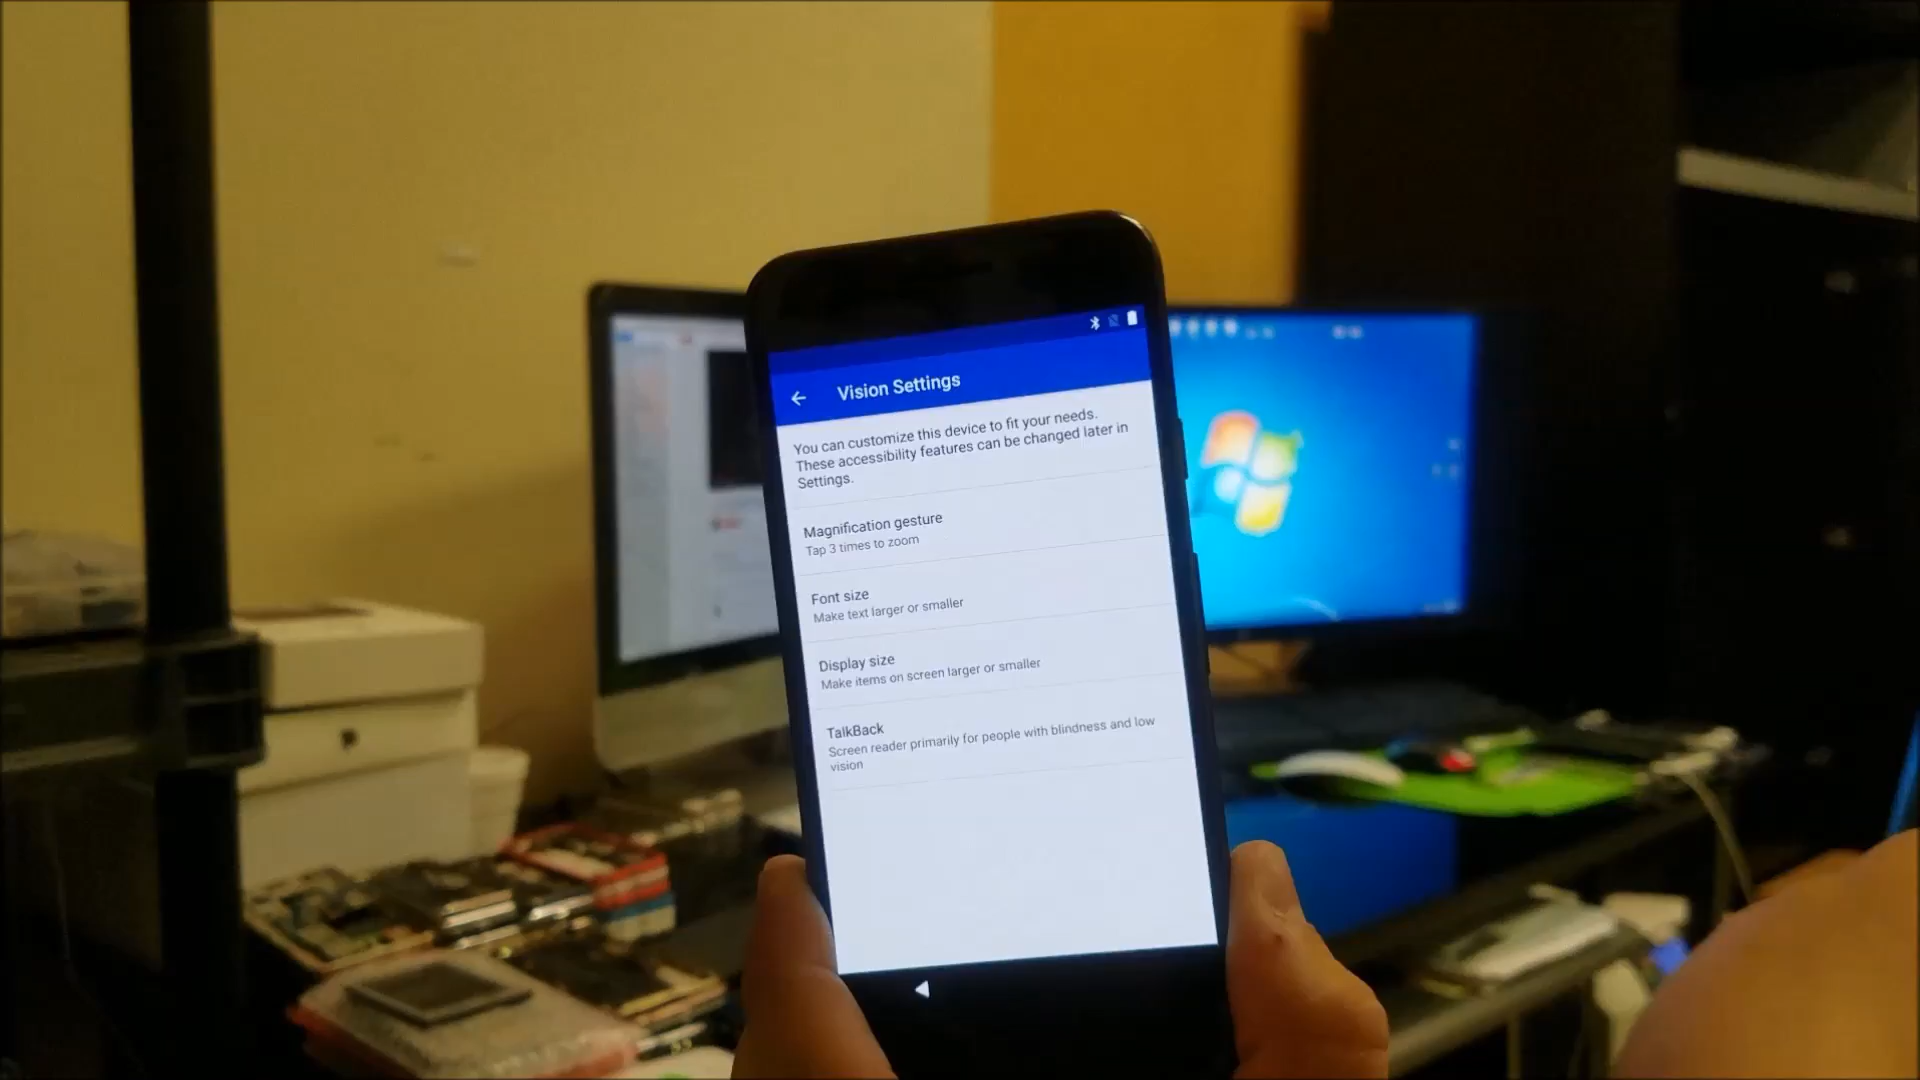 Vision Settings
You can customize this device to fit your needs.
These accessibility features can be changed later in
Settings.
Magnification gesture
Tap 3 times to zoom
Font size
Make text larger or smaller
Display size
Make items on screen larger or smaller
TalkBack
Screen reader primarily for people with blindness and low
vision